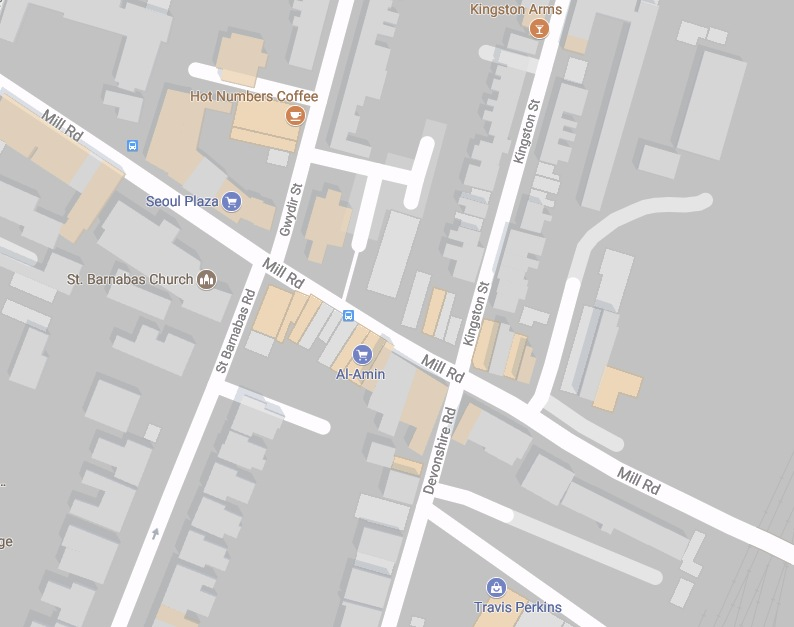 Kingston Arms
Hot Numbers Coffee
Mill Rd
Kingston St
Seoul Plaza
Gwydir St
St. Barnabas Church
Mill Rd
St Barnabas Rd
Kingston St
Al-Amin
Mill Rd
Devonshire Rd
Mill Rd
..
ge
Travis Perkins